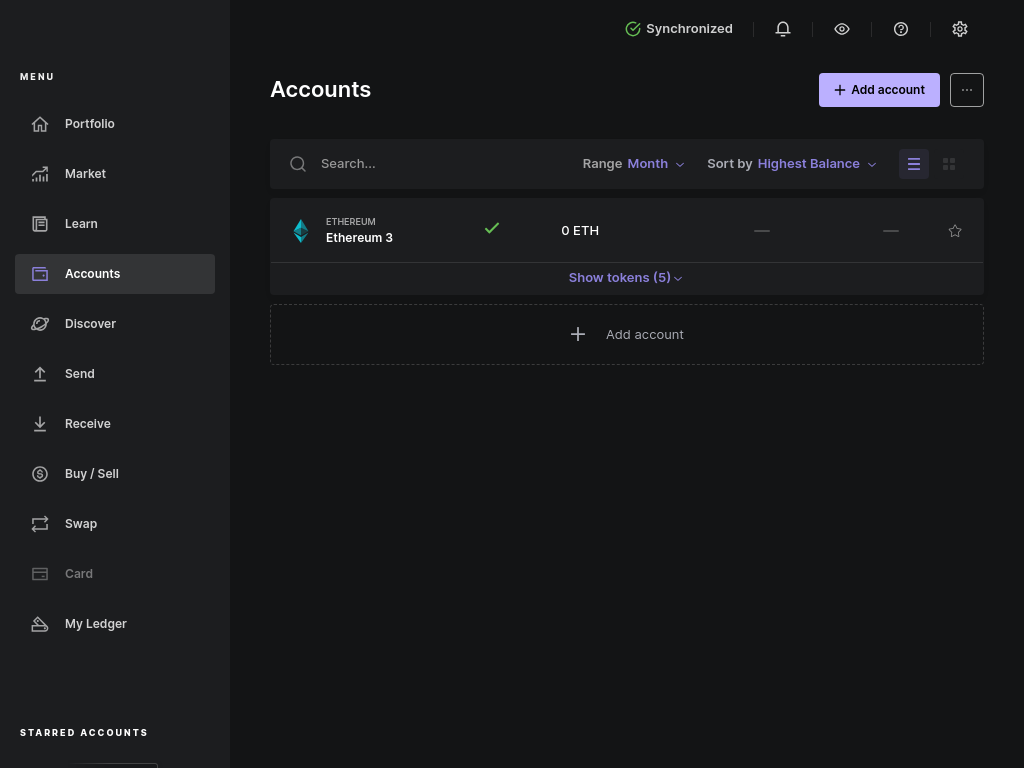 Synchronized
MENU
Portfolio
Market
Learn
Accounts
Discover
Send
Receive
Buy / Sell
Swap
Card
My Ledger
STARRED ACCOUNTS
Accounts
Add account
Search...
Range Month
Sort by Highest Balance
ETHEREUM
Ethereum 3
0 ETH
Show tokens (5)
Add account